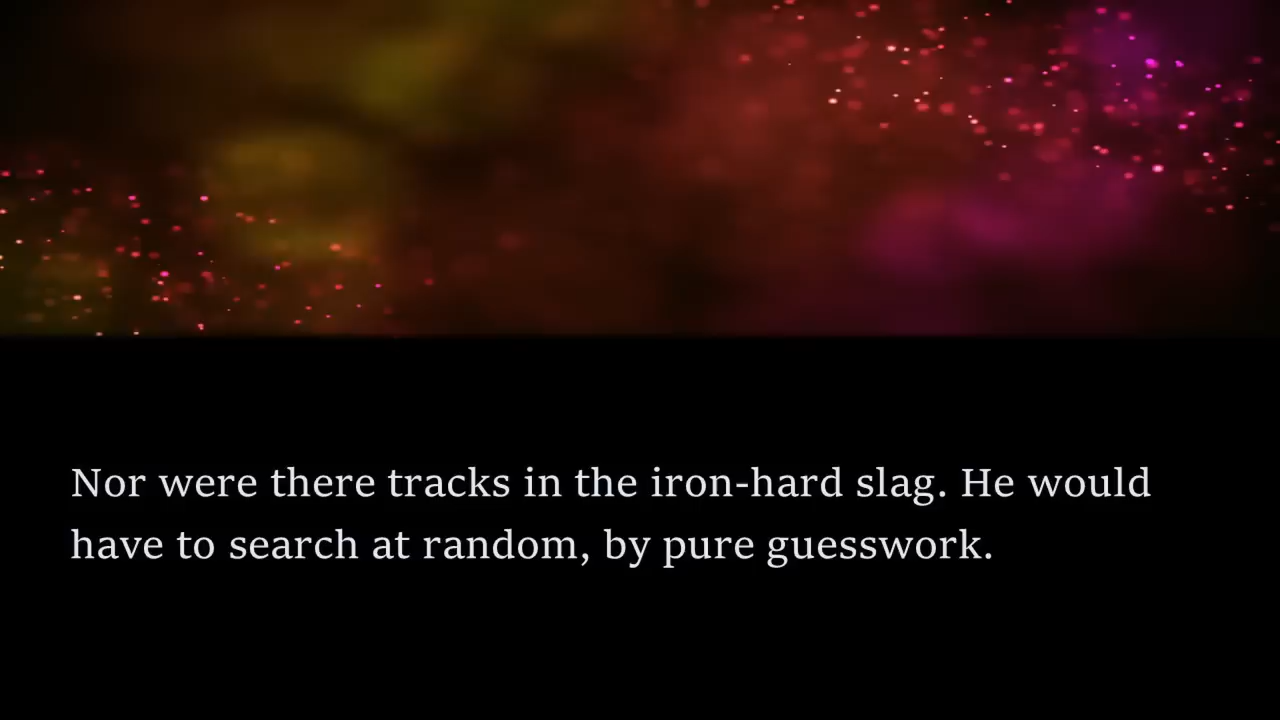 Nor were there tracks in the iron-hard slag. He would
have to search at random, by pure guesswork.